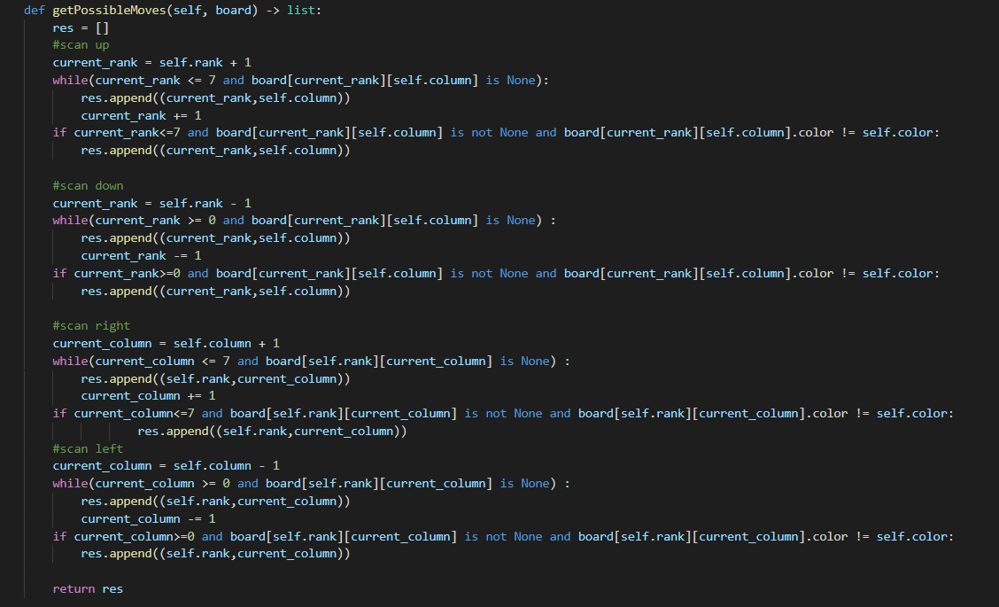 def getPossibleMoves(self, board) -> list:
    res = []
    #scan up
    current_rank = self.rank + 1
    while(current_rank <= 7 and board[current_rank][self.column] is None):
        res.append((current_rank,self.column))
        current_rank += 1
    if current_rank<=7 and board[current_rank][self.column] is not None and board[current_rank][self.column].color != self.color:
        res.append((current_rank,self.column))

    #scan down
    current_rank = self.rank - 1
    while(current_rank >= 0 and board[current_rank][self.column] is None) :
        res.append((current_rank,self.column))
        current_rank -= 1
    if current_rank>=0 and board[current_rank][self.column] is not None and board[current_rank][self.column].color != self.color:
        res.append((current_rank,self.column))

    #scan right
    current_column = self.column + 1
    while(current_column <= 7 and board[self.rank][current_column] is None) :
        res.append((self.rank,current_column))
        current_column += 1
    if current_column<=7 and board[self.rank][current_column] is not None and board[self.rank][current_column].color != self.color:
                res.append((self.rank,current_column))
    #scan left
    current_column = self.column - 1
    while(current_column >= 0 and board[self.rank][current_column] is None) :
        res.append((self.rank,current_column))
        current_column -= 1
    if current_column>=0 and board[self.rank][current_column] is not None and board[self.rank][current_column].color != self.color:
        res.append((self.rank,current_column))

    return res